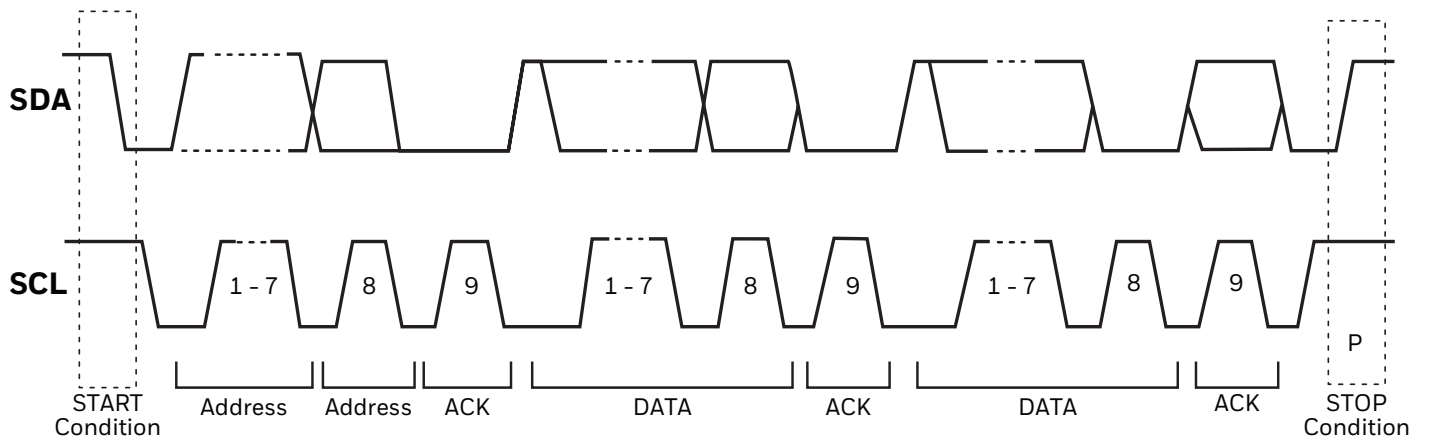 SDA
SCL
1 - 7
8
9
1 - 7
8
9
1 - 7
8
9
P
START
Condition
Address
Address
ACK
DATA
ACK
DATA
ACK
STOP
Condition